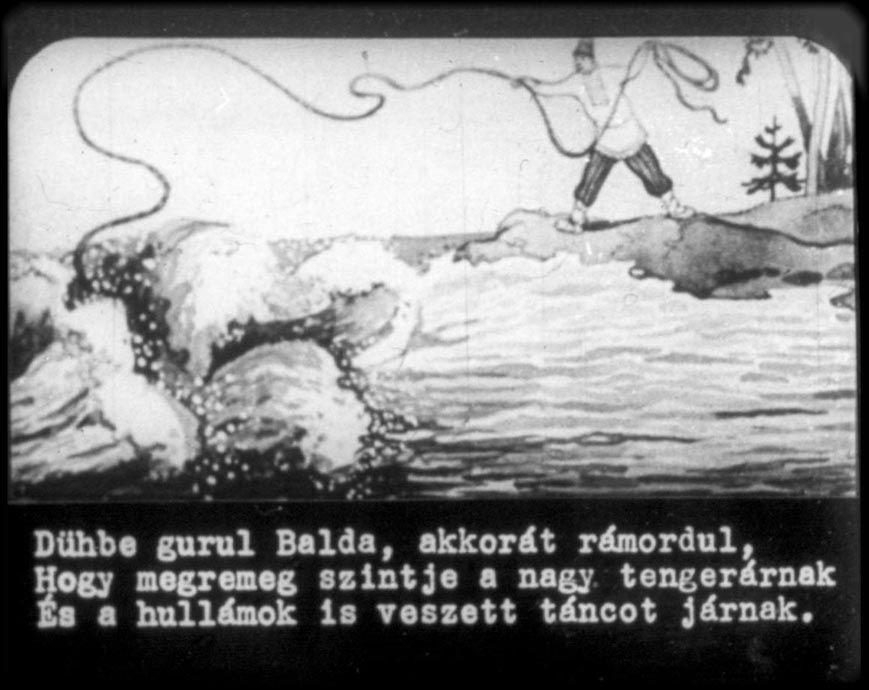 Dühbe gurul Balda, akkorát rámordul,
Hogy megremeg szintje a nagy tengerárnak
És a hullámok is veszett táncot járnak.